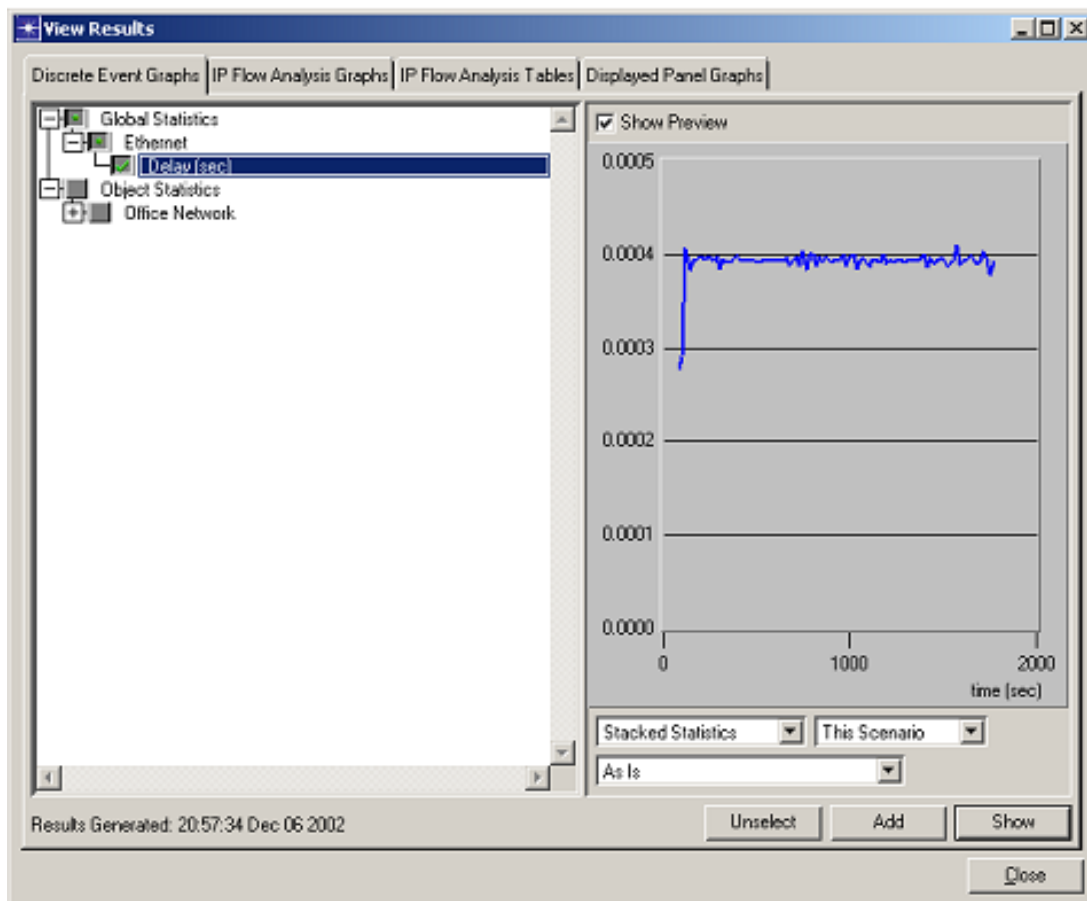 View Results
Discrete Event Graphs IP Flow Analysis Graphs IP Flow Analysis Tables Displayed Panel Graphs
Global Statistics
Ethernet
Delay (sec)
Object Statistics
Office Network
Show Preview
0.0005
0.0004
0.0003
0.0002
0.0001
0.0000
0 1000 2000
time (sec)
Stacked Statistics This Scenario
As Is
Results Generated: 20:57:34 Dec 06 2002
Unselect Add Show
Close